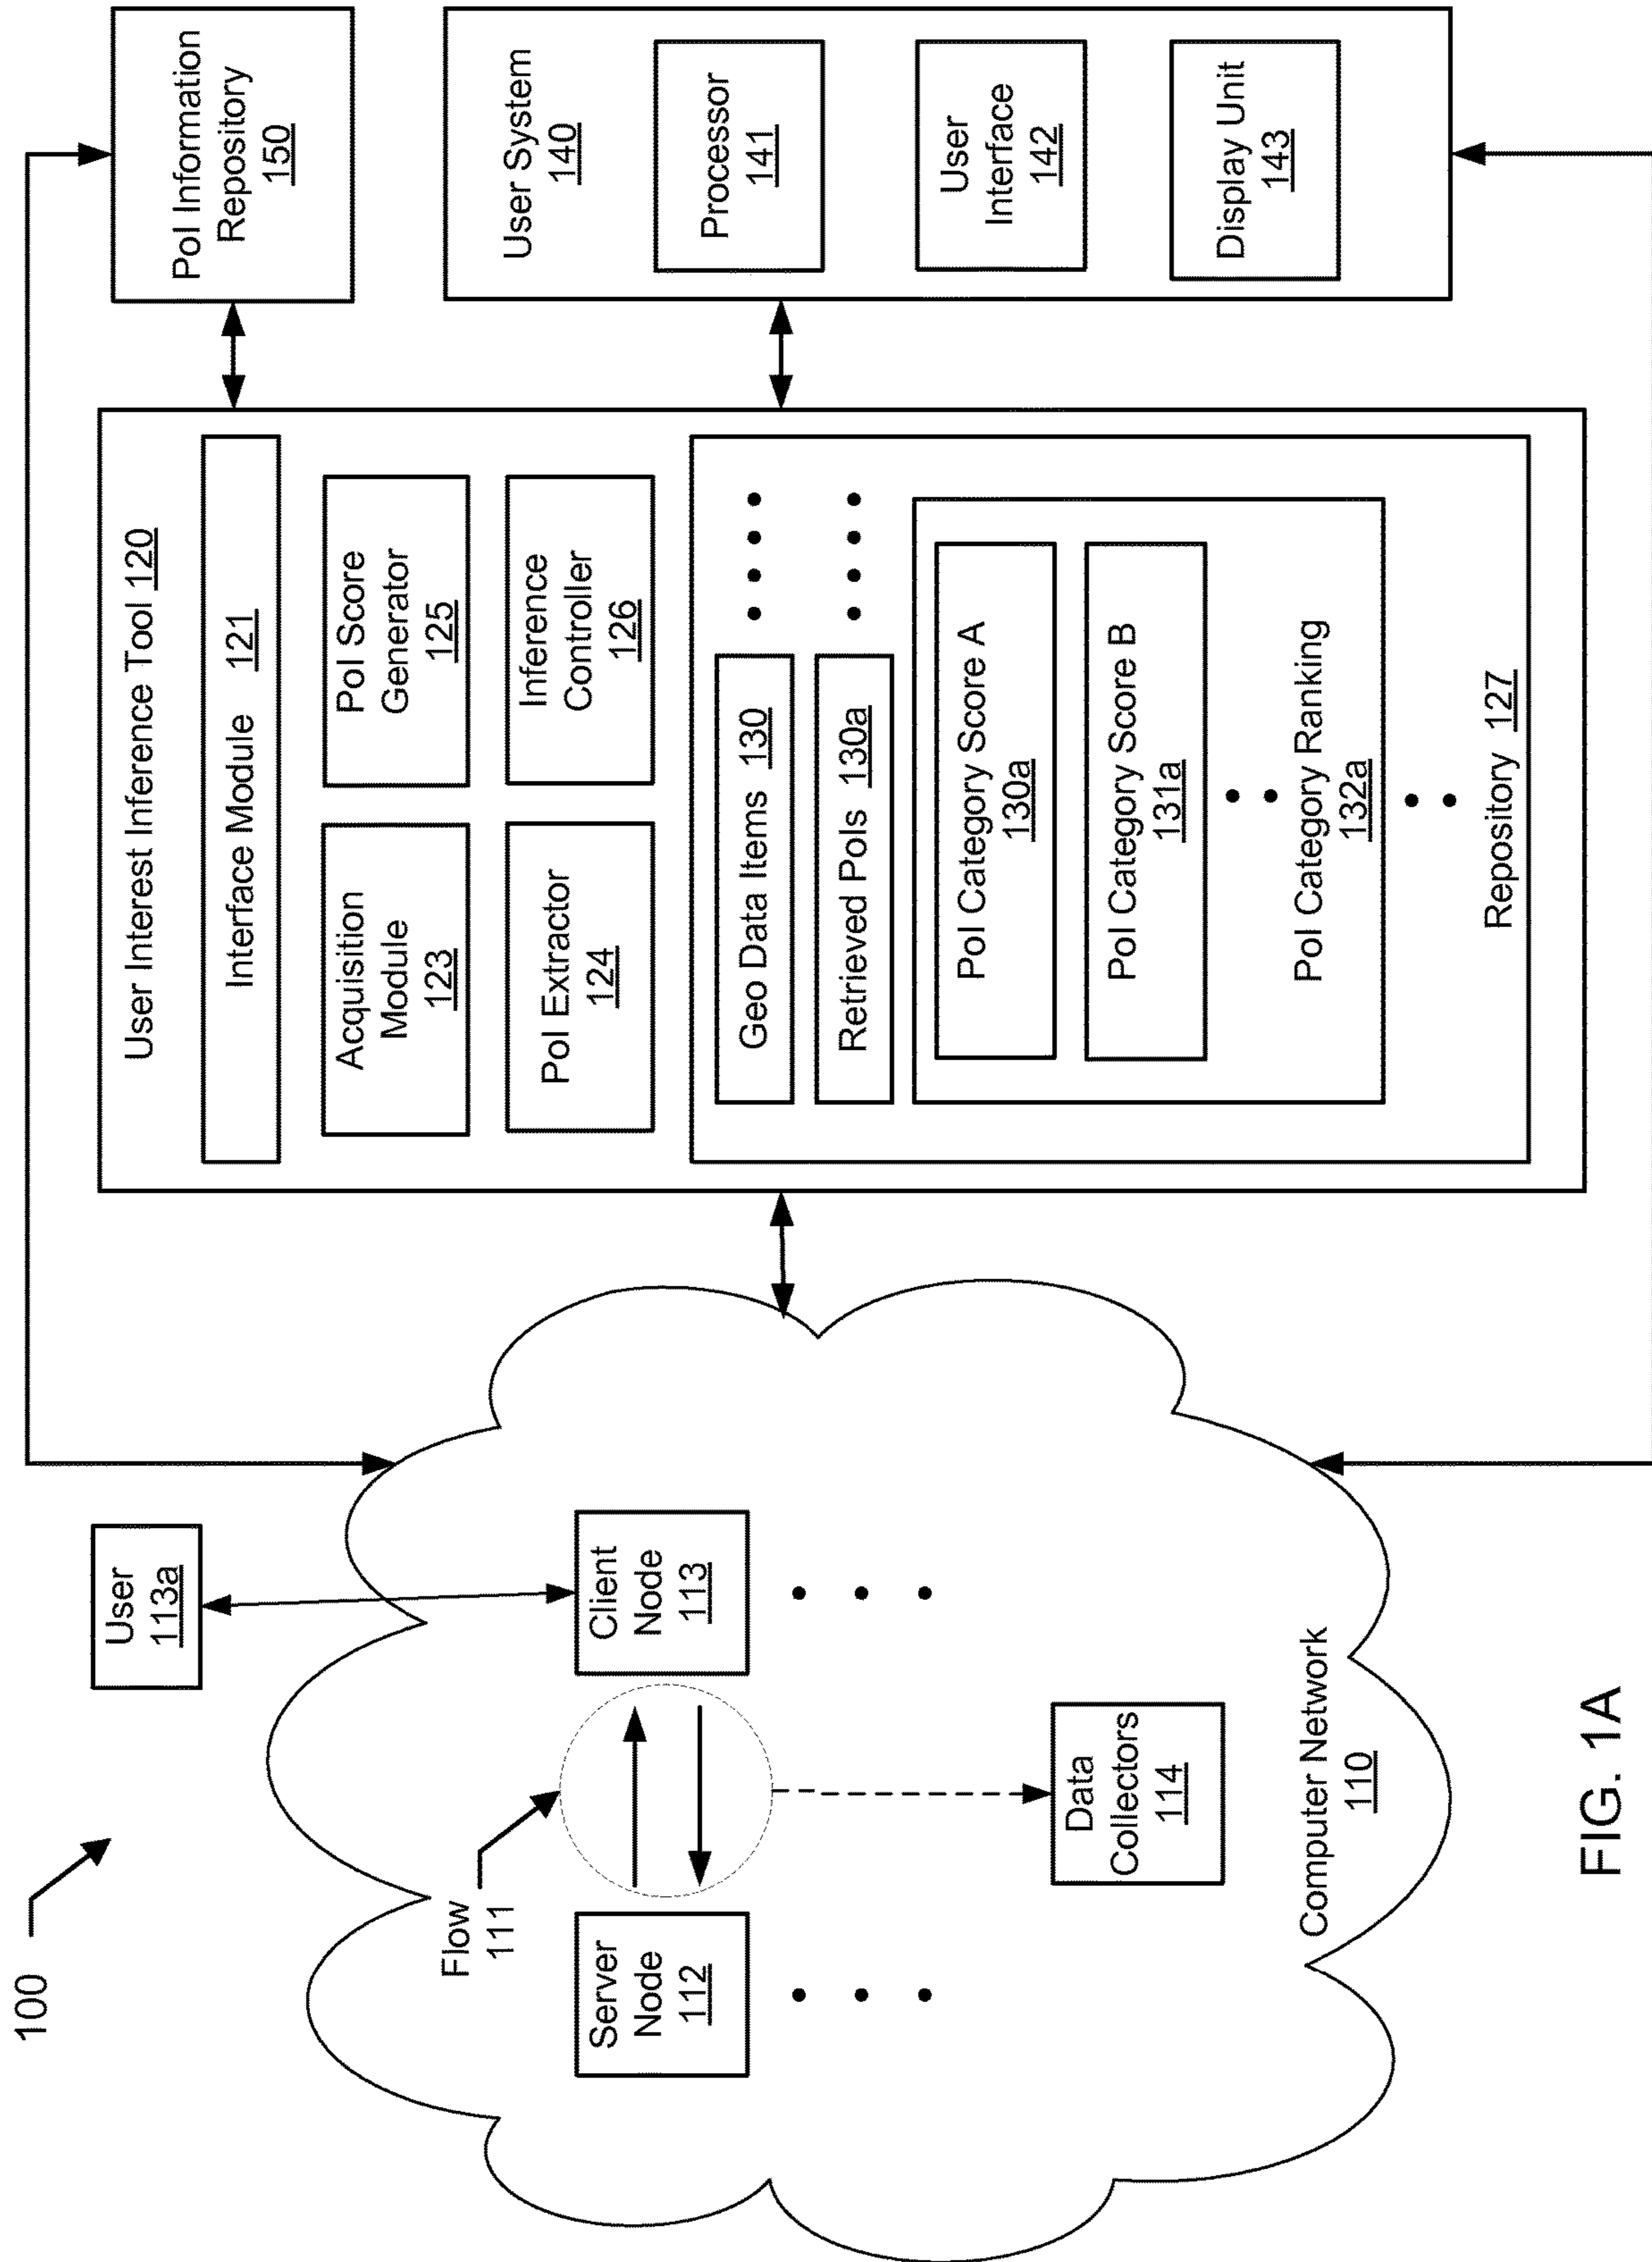 100
User
113a
Flow
111
Server
Node
112
Client
Node
113
Data
Collectors
114
Computer Network
110
User Interest Inference Tool 120
Interface Module 121
Acquisition
Module
123
PoI Score
Generator
125
PoI Extractor
124
Inference
Controller
126
Geo Data Items 130
Retrieved PoIs 130a
PoI Category Score A
130a
PoI Category Score B
131a
PoI Category Ranking
132a
Repository 127
PoI Information
Repository
150
User System
140
Processor
141
User
Interface
142
Display Unit
143
FIG. 1A